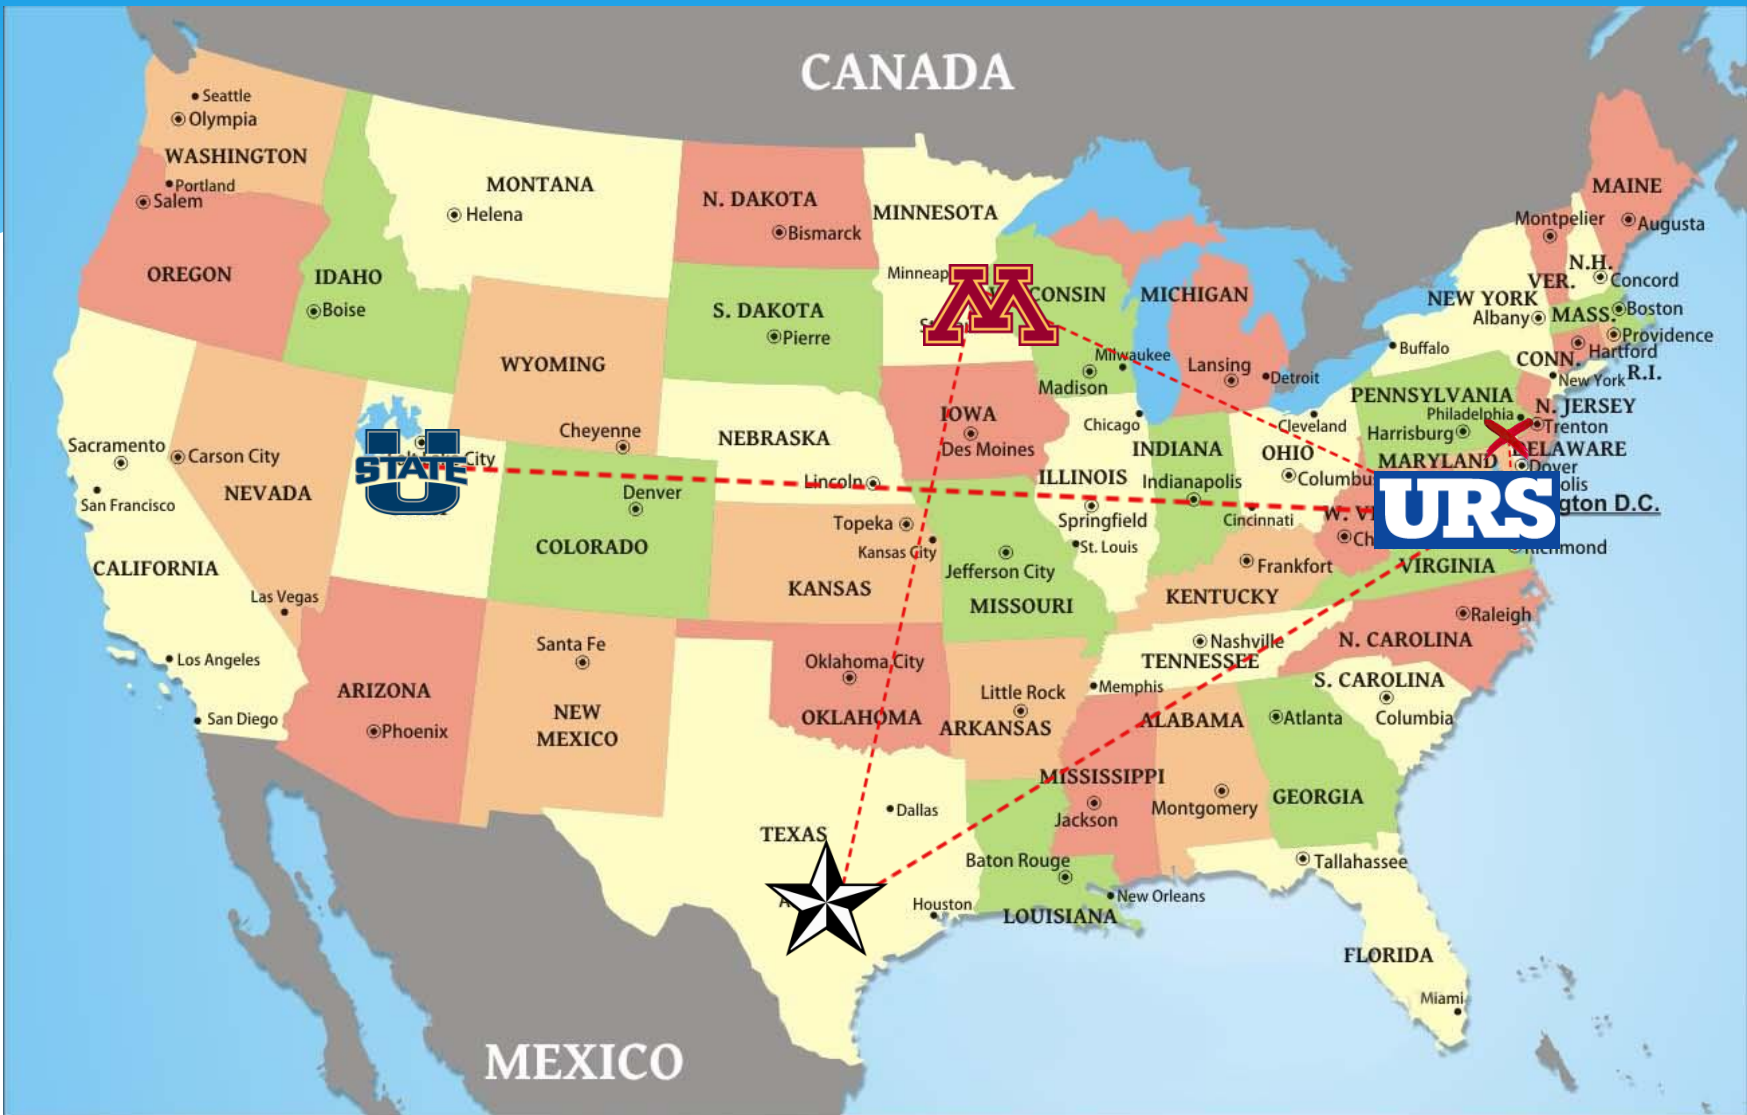 CANADA
Seattle
Olympia
WASHINGTON
Portland
Salem
OREGON
IDAHO
Boise
MONTANA
Helena
N. DAKOTA
Bismarck
MINNESOTA
Minneap
M
CONSIN
MICHIGAN
S. DAKOTA
Pierre
WYOMING
Cheyenne
Milwaukee
Madison
Lansing
Detroit
MAINE
Montpelier
Augusta
N.H.
VER.
Concord
NEW YORK
Albany
MASS.
Boston
Providence
Hartford
CONN.
Buffalo
New York
R.I.
PENNSYLVANIA
Philadelphia
N. JERSEY
Trenton
Harrisburg
DELAWARE
MARYLAND
Dover
olis
gton D.C.
URS
Richmond
VIRGINIA
Cleveland
OHIO
Columbu
Cincinnati
W. V
Ch
Chicago
INDIANA
Indianapolis
ILLINOIS
Springfield
St. Louis
IOWA
Des Moines
NEBRASKA
Lincoln
Sacramento
Carson City
San Francisco
NEVADA
City
U STATE
Denver
COLORADO
Topeka
Kansas City
KANSAS
Jefferson City
MISSOURI
Frankfort
KENTUCKY
CALIFORNIA
Las Vegas
Los Angeles
San Diego
ARIZONA
Phoenix
Santa Fe
NEW
MEXICO
Oklahoma City
OKLAHOMA
Little Rock
ARKANSAS
Nashville
TENNESSEE
Memphis
Raleigh
N. CAROLINA
S. CAROLINA
Columbia
ALABAMA
Atlanta
MISSISSIPPI
Jackson
Montgomery
GEORGIA
Dallas
TEXAS
A
Houston
Baton Rouge
New Orleans
LOUISIANA
Tallahassee
FLORIDA
Miami
MEXICO